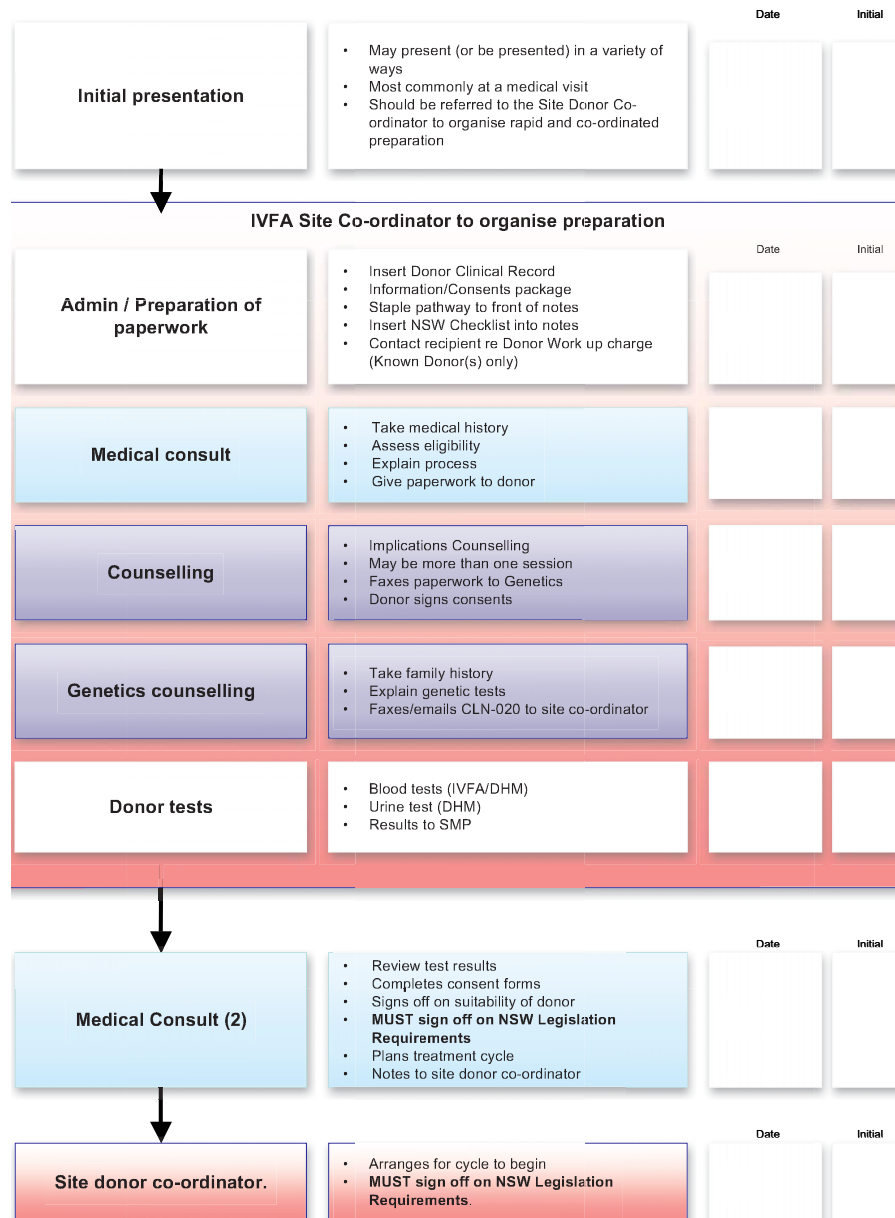 Date Initial
Initial presentation
• May present (or be presented) in a variety of
ways
• Most commonly at a medical visit
• Should be referred to the Site Donor Co-
ordinator to organise rapid and co-ordinated
preparation
IVFA Site Co-ordinator to organise preparation
Date Initial
Admin / Preparation of
paperwork
• Insert Donor Clinical Record
• Information/Consents package
• Staple pathway to front of notes
• Insert NSW Checklist into notes
• Contact recipient re Donor Work up charge
(Known Donor(s) only)
Medical consult
• Take medical history
• Assess eligibility
• Explain process
• Give paperwork to donor
Counselling
• Implications Counselling
• May be more than one session
• Faxes paperwork to Genetics
• Donor signs consents
Genetics counselling
• Take family history
• Explain genetic tests
• Faxes/emails CLN-020 to site co-ordinator
Donor tests
• Blood tests (IVFA/DHM)
• Urine test (DHM)
• Results to SMP
Date Initial
Medical Consult (2)
• Review test results
• Completes consent forms
• Signs off on suitability of donor
• MUST sign off on NSW Legislation
Requirements
• Plans treatment cycle
• Notes to site donor co-ordinator
Date Initial
Site donor co-ordinator.
• Arranges for cycle to begin
• MUST sign off on NSW Legislation
Requirements.